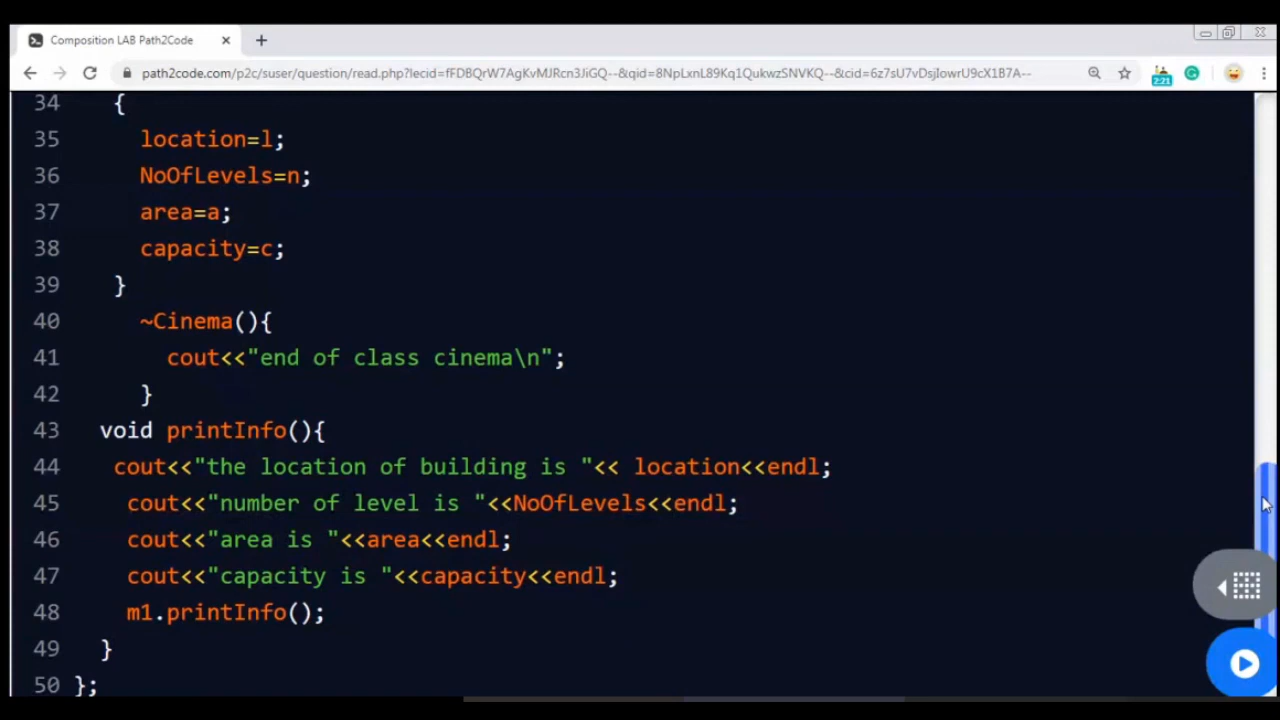 Composition LAB Path2Code
path2code.com/p2c/suser/question/read.php?lecid=fFDBQrW7AgKvMJRcn3JiGQ--&qid=8NpLxnL89Kq1QukwzSNVKQ--&cid=6z7sU7vDsjIowrU9cX1B7A--
2:21
34 {
35 location=l;
36 NoOfLevels=n;
37 area=a;
38 capacity=c;
39 }
40 ~Cinema(){
41 cout<<"end of class cinema\n";
42 }
43 void printInfo(){
44 cout<<"the location of building is "<< location<<endl;
45 cout<<"number of level is "<<NoOfLevels<<endl;
46 cout<<"area is "<<area<<endl;
47 cout<<"capacity is "<<capacity<<endl;
48 m1.printInfo();
49 }
50 };